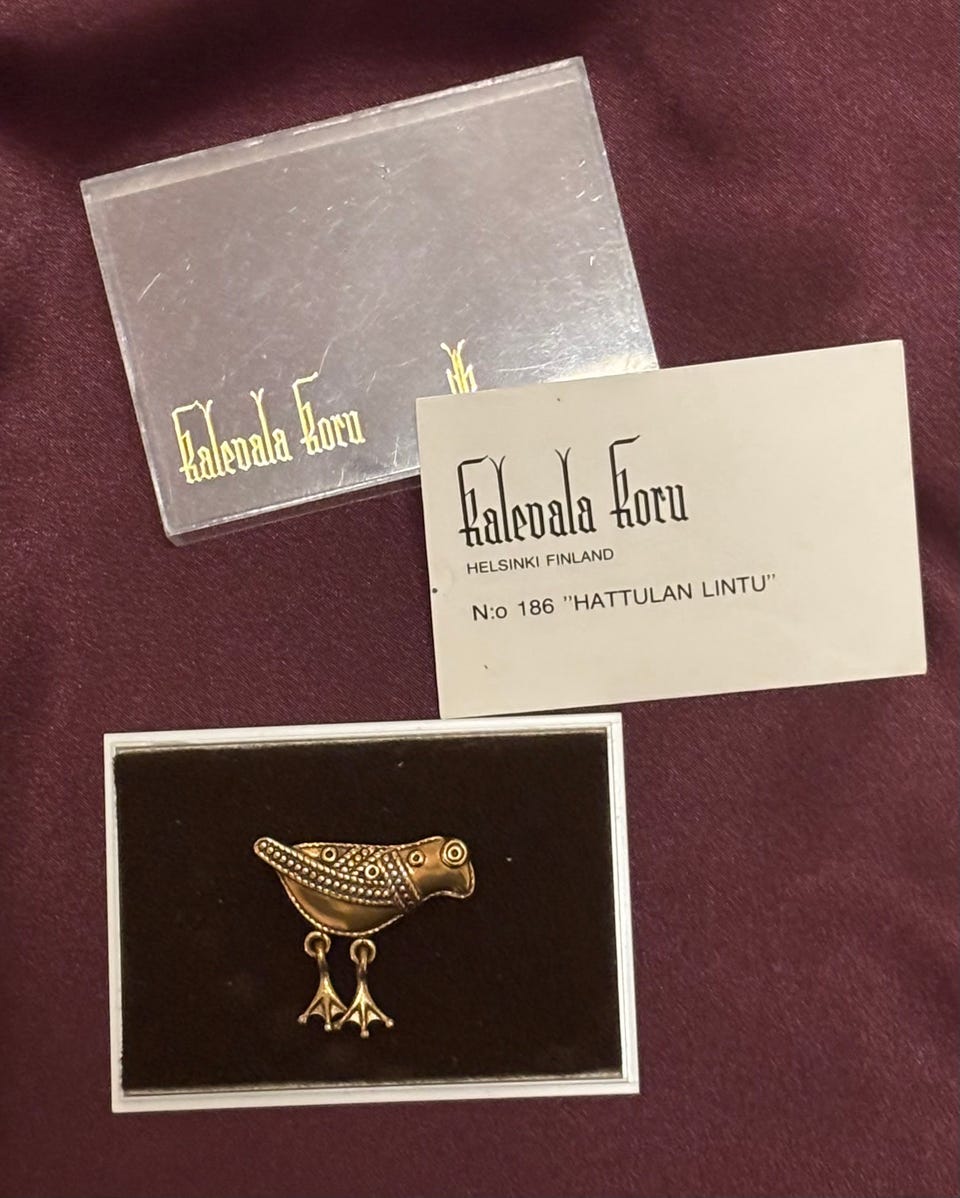 Kalevala Koru
Kalevala Koru
HELSINKI FINLAND
N:o 186 ”HATTULAN LINTU”